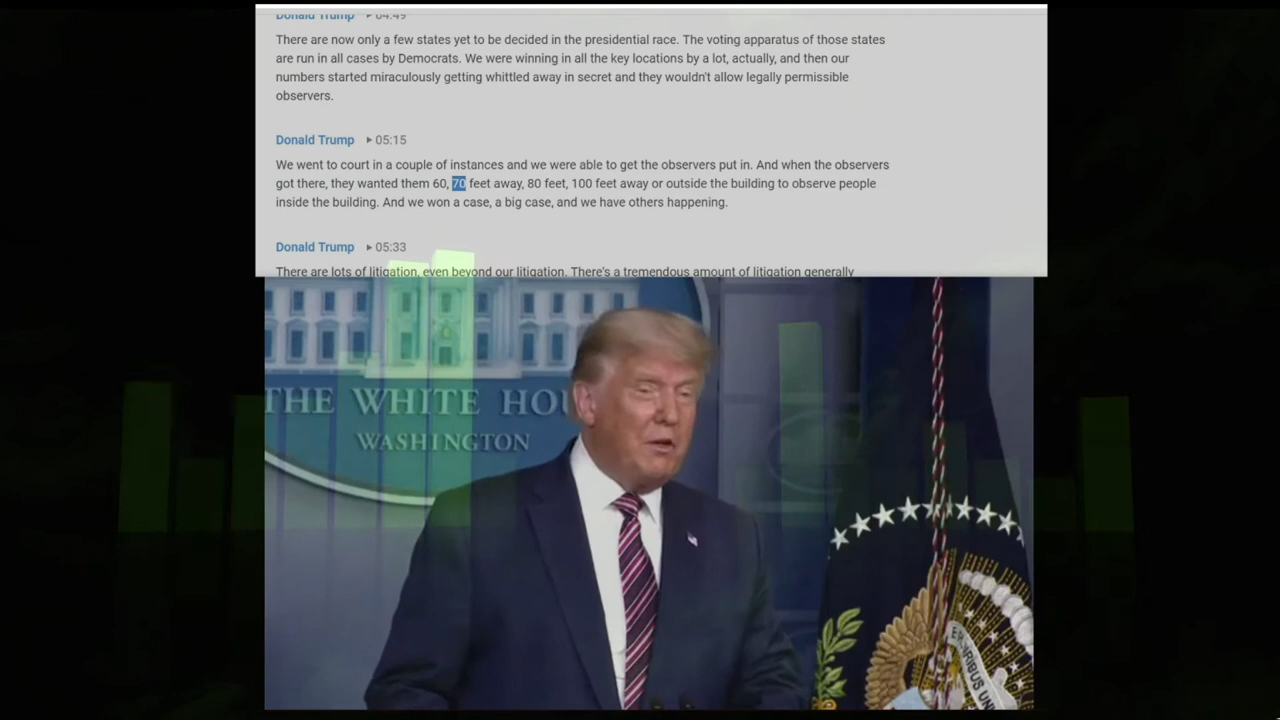 Donald Trump 04:49
There are now only a few states yet to be decided in the presidential race. The voting apparatus of those states
are run in all cases by Democrats. We were winning in all the key locations by a lot, actually, and then our
numbers started miraculously getting whittled away in secret and they wouldn't allow legally permissible
observers.
Donald Trump 05:15
We went to court in a couple of instances and we were able to get the observers put in. And when the observers
got there, they wanted them 60, 70 feet away, 80 feet, 100 feet away or outside the building to observe people
inside the building. And we won a case, a big case, and we have others happening.
Donald Trump 05:33
There are lots of litigation, even beyond our litigation. There's a tremendous amount of litigation generally
THE WHITE HOU
WASHINGTON
E PLURIBUS UN